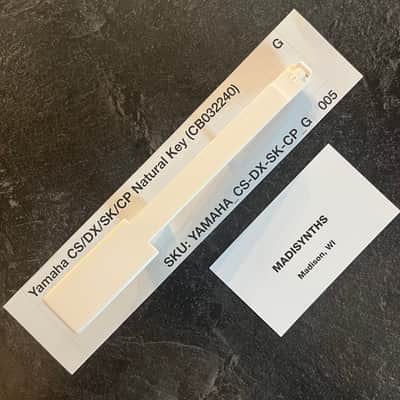 Yamaha CS/DX/SK/CP Natural Key (CB032240)
G
SKU: YAMAHA_CS-DX-SK-CP_G
005
MADISYNTHS
Madison, WI